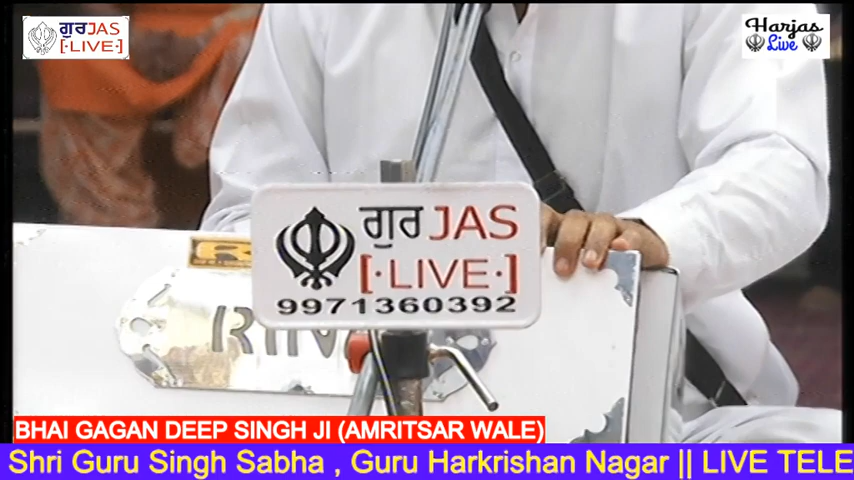 ਗੁਰJAS
[·LIVE·]
Harjas
Live
ਗੁਰJAS
[·LIVE·]
9971360392
BHAI GAGAN DEEP SINGH JI (AMRITSAR WALE)
Shri Guru Singh Sabha , Guru Harkrishan Nagar || LIVE TELE